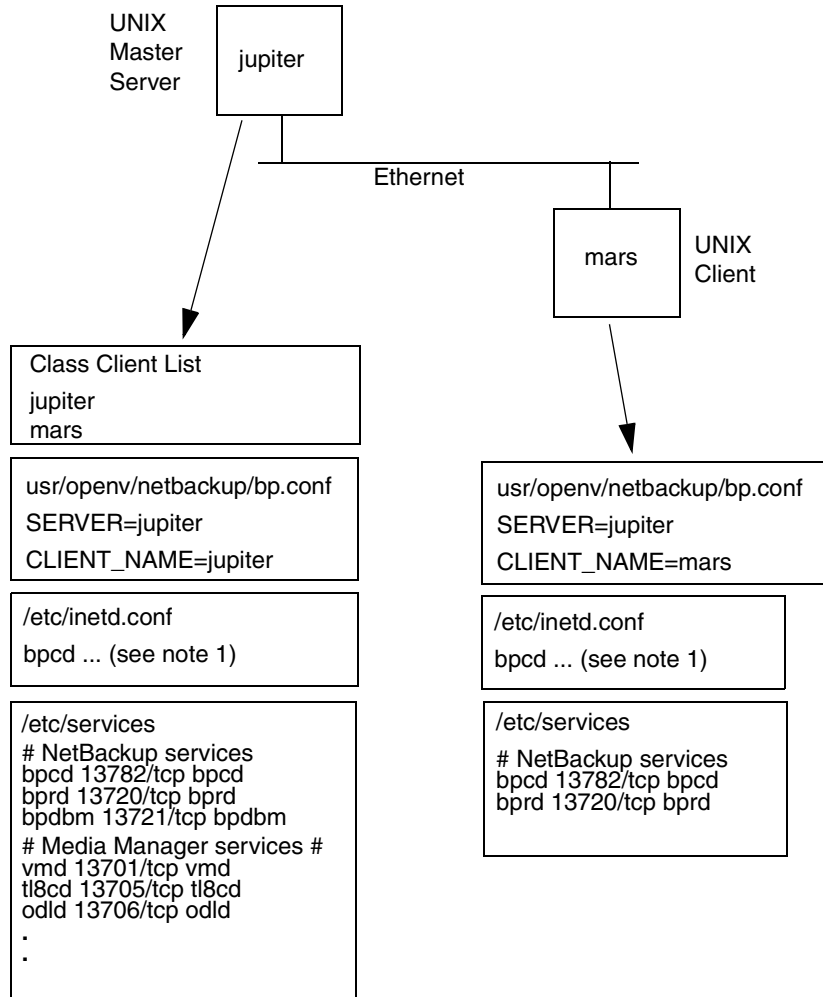 UNIX
Master
Server
jupiter
Ethernet
mars
UNIX
Client
Class Client List
jupiter
mars
usr/openv/netbackup/bp.conf
SERVER=jupiter
CLIENT_NAME=jupiter
/etc/inetd.conf
bpcd ... (see note 1)
/etc/services
# NetBackup services
bpcd 13782/tcp bpcd
bprd 13720/tcp bprd
bpdbm 13721/tcp bpdbm
# Media Manager services #
vmd 13701/tcp vmd
tl8cd 13705/tcp tl8cd
odld 13706/tcp odld
.
.
usr/openv/netbackup/bp.conf
SERVER=jupiter
CLIENT_NAME=mars
/etc/inetd.conf
bpcd ... (see note 1)
/etc/services
# NetBackup services
bpcd 13782/tcp bpcd
bprd 13720/tcp bprd